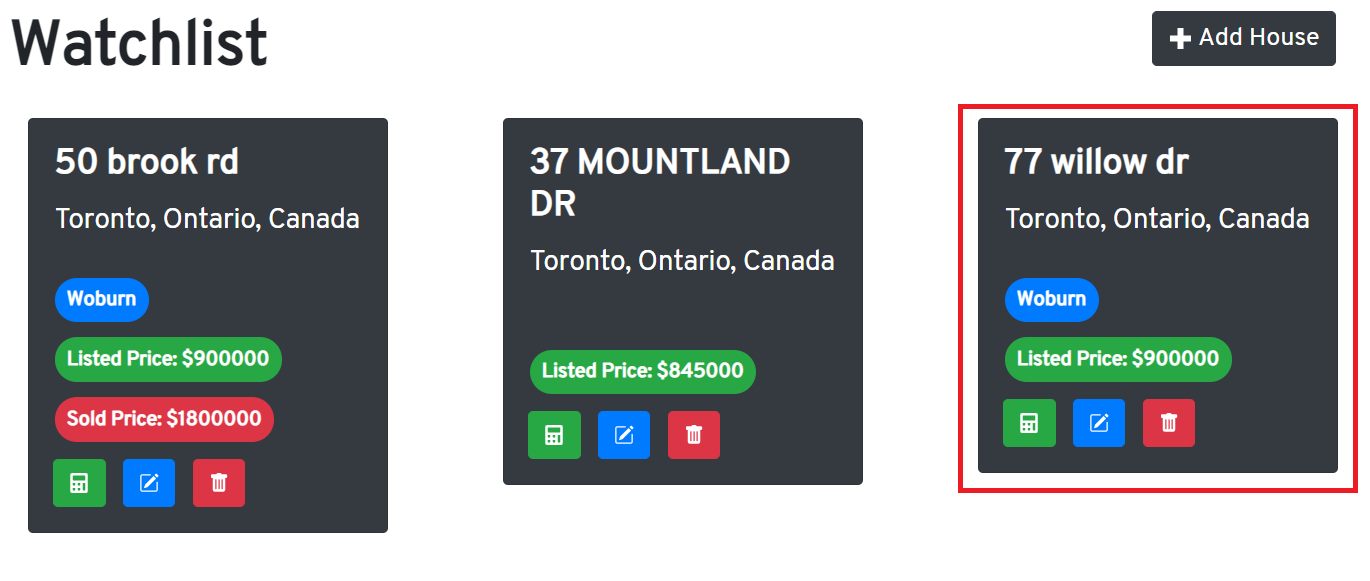 Watchlist
Add House
50 brook rd
Toronto, Ontario, Canada
Woburn
Listed Price: $900000
Sold Price: $1800000
37 MOUNTLAND
DR
Toronto, Ontario, Canada
Listed Price: $845000
77 willow dr
Toronto, Ontario, Canada
Woburn
Listed Price: $900000